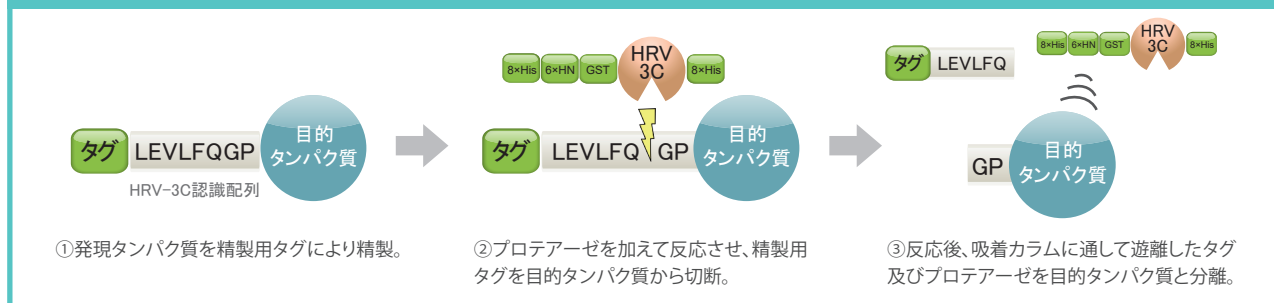 タグ
LEVLFQGP
目的
タンパク質
HRV-3C認識配列
①発現タンパク質を精製用タグにより精製。
8×His
6×HN
GST
HRV
3C
8×His
タグ
LEVLFQ
GP
目的
タンパク質
②プロテアーゼを加えて反応させ、精製用
タグを目的タンパク質から切断。
タグ
LEVLFQ
8×His
6×HN
GST
HRV
3C
8×His
GP
目的
タンパク質
③反応後、吸着カラムに通して遊離したタグ
及びプロテアーゼを目的タンパク質と分離。